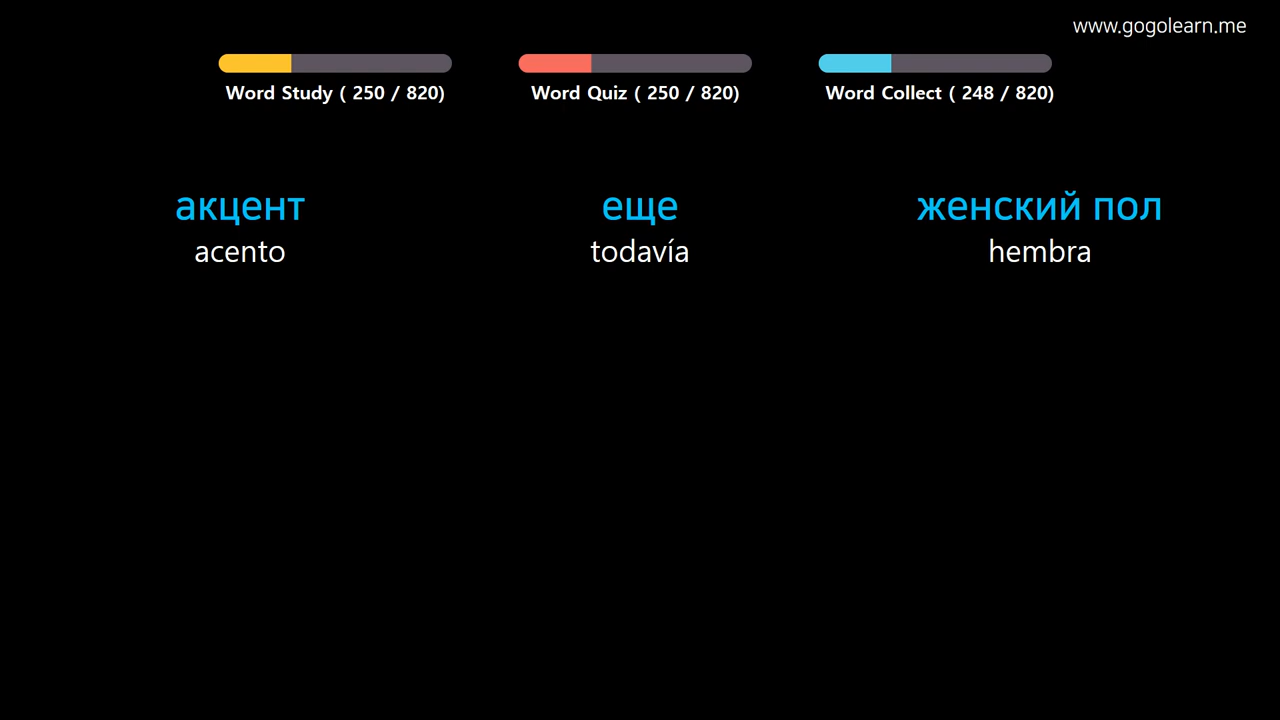 www.gogolearn.me
Word Study ( 250 / 820)
Word Quiz ( 250 / 820)
Word Collect ( 248 / 820)
акцент
acento
еще
todavía
женский пол
hembra